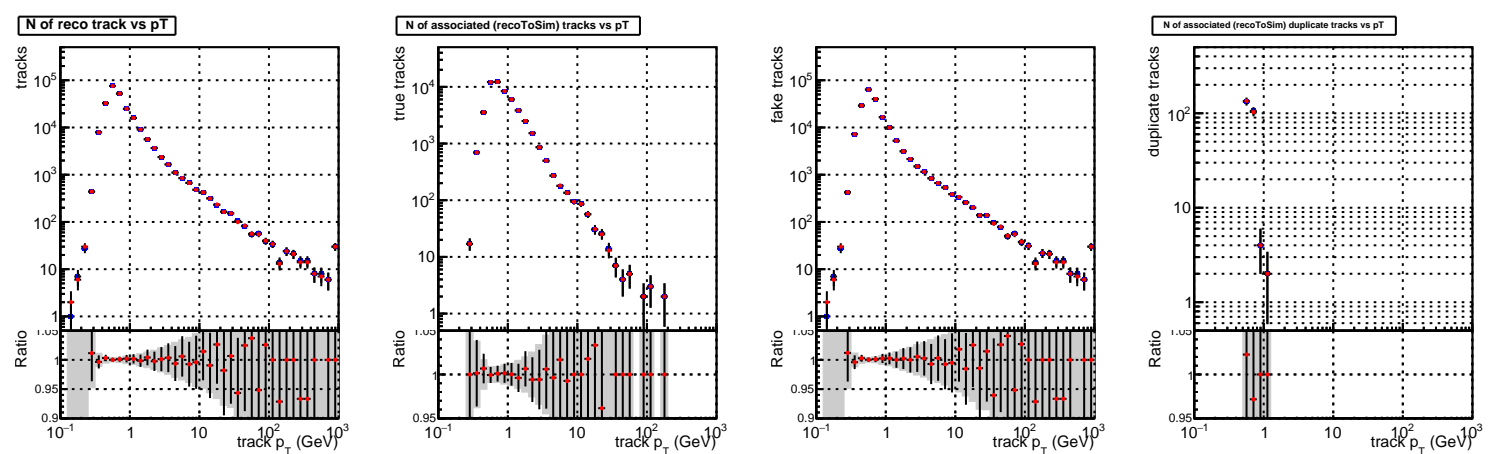 N of reco track vs pT
tracks
10^5
10^4
10^3
10^2
10
1
Ratio
1.05
1
0.95
0.9
10^-1 1 10 10^2 10^3
track p_T (GeV)
N of associated (recoToSim) tracks vs pT
true tracks
10^4
10^3
10^2
10
1
Ratio
1.05
1
0.95
10^-1 1 10 10^2 10^3
track p_T (GeV)
fake tracks
10^5
10^4
10^3
10^2
10
1
Ratio
1.05
1
0.95
0.9
10^-1 1 10 10^2 10^3
track p_T (GeV)
N of associated (recoToSim) duplicate tracks vs pT
duplicate tracks
10^2
10
1
Ratio
1.05
1
0.95
10^-1 1 10 10^2 10^3
track p_T (GeV)